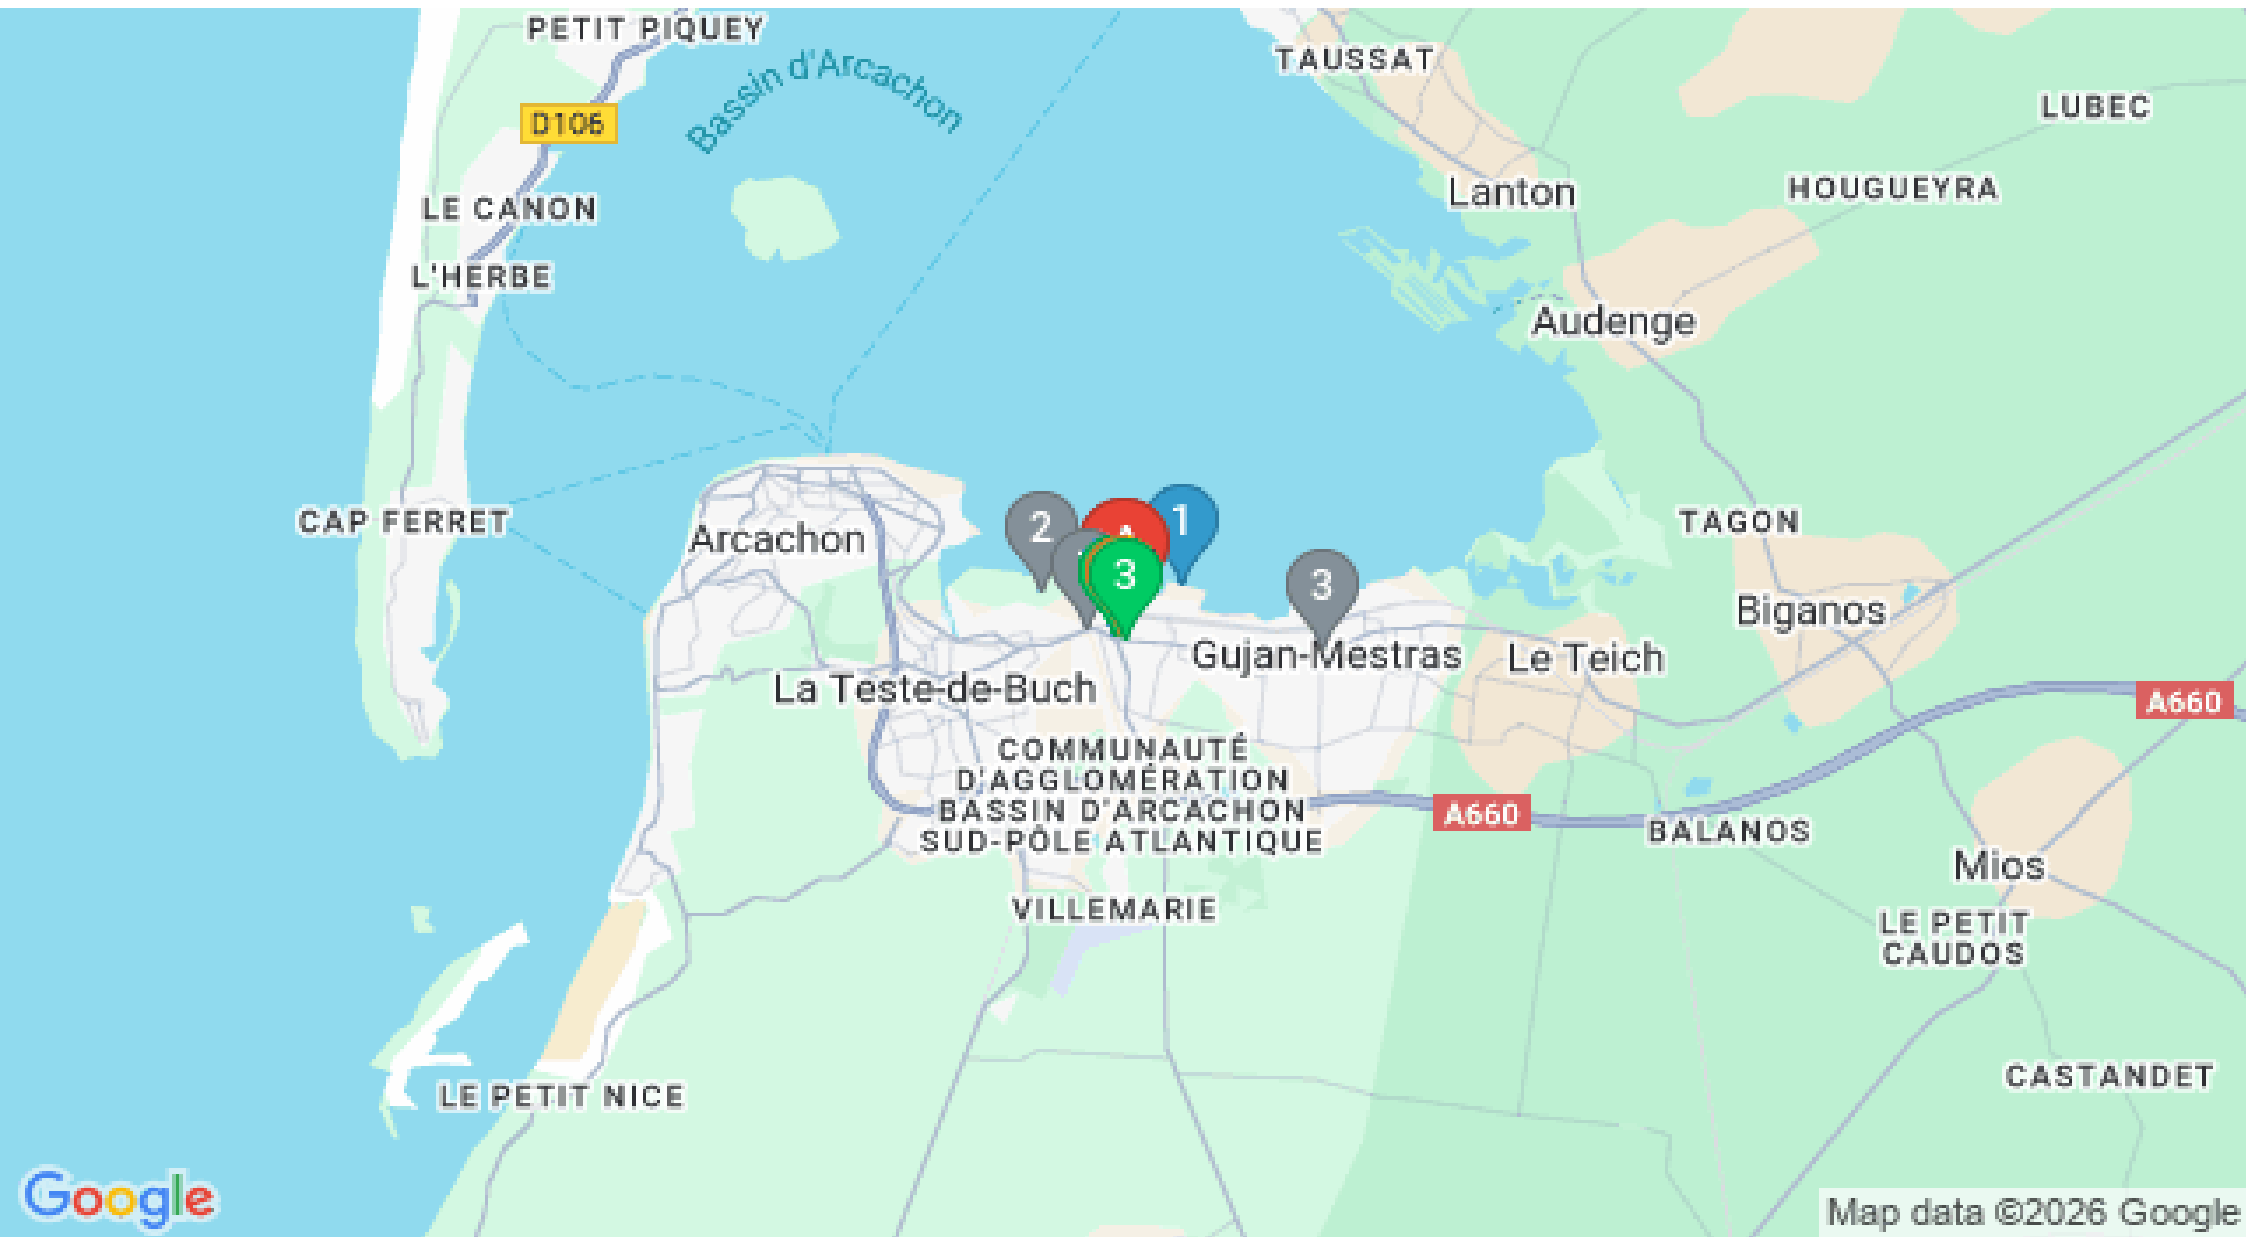 PETIT PIQUEY
Bassin d'Arcachon
TAUSSAT
LUBEC
D106
LE CANON
Lanton
HOUGUEYRA
L'HERBE
Audenge
CAP FERRET
Arcachon
2
1
3
3
TAGON
Biganos
Gujan-Mestras
Le Teich
La Teste-de-Buch
A660
COMMUNAUTÉ
D'AGGLOMÉRATION
BASSIN D'ARCACHON
SUD-PÔLE ATLANTIQUE
A660
BALANOS
Mios
VILLEMARIE
LE PETIT
CAUDOS
LE PETIT NICE
CASTANDET
Google
Map data ©2026 Google